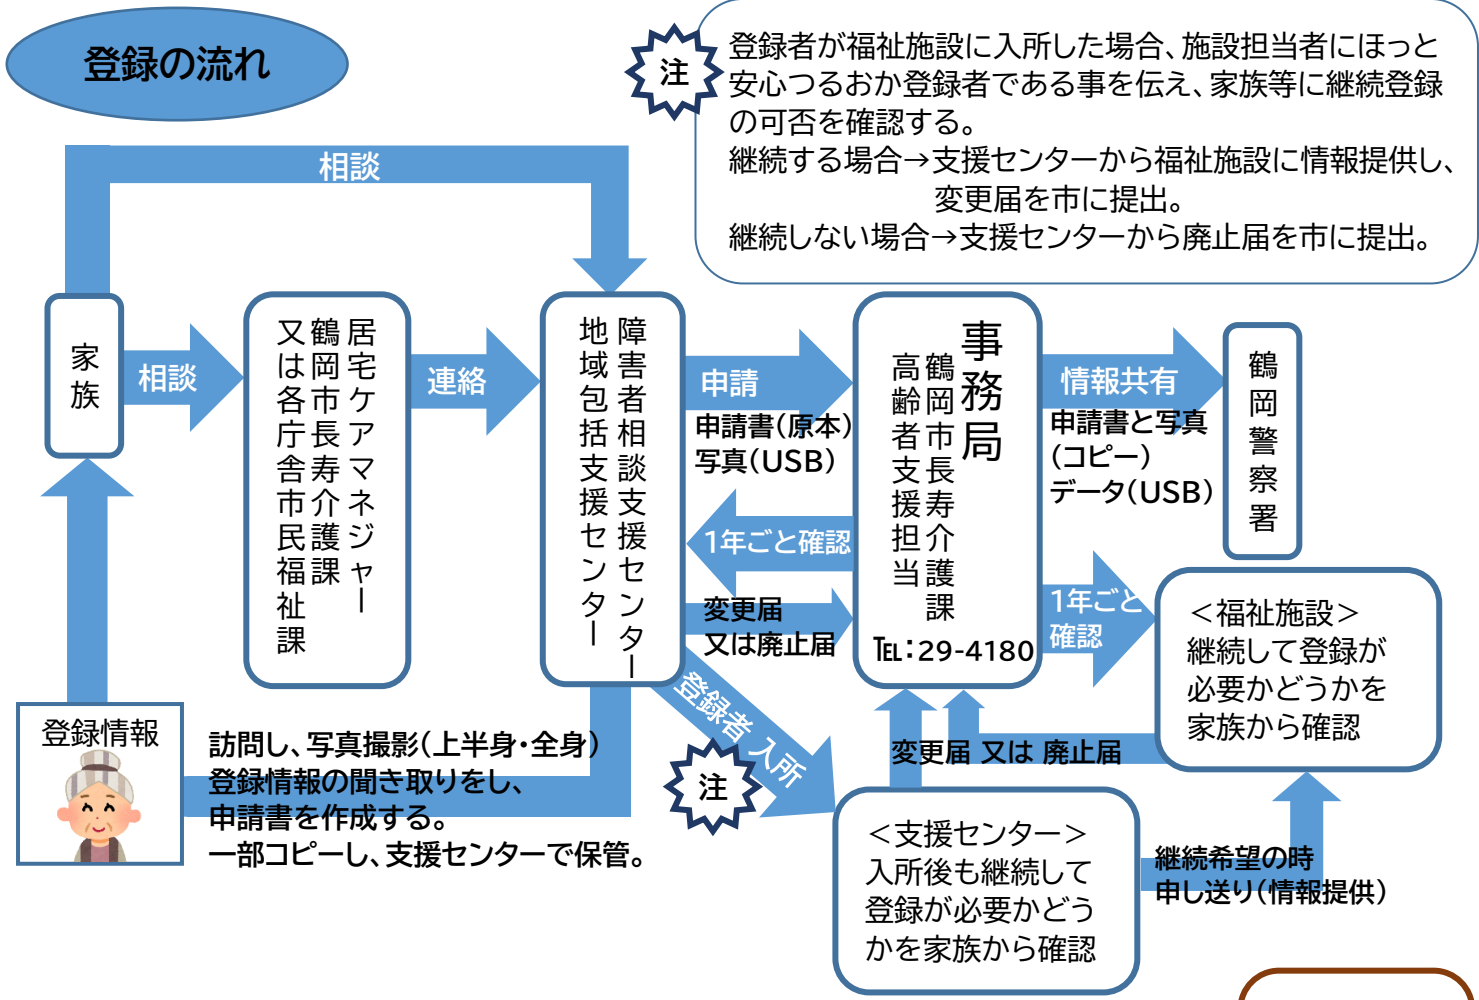 登録の流れ
注
登録者が福祉施設に入所した場合、施設担当者にほっと
安心つるおか登録者である事を伝え、家族等に継続登録
の可否を確認する。
継続する場合→支援センターから福祉施設に情報提供し、
変更届を市に提出。
継続しない場合→支援センターから廃止届を市に提出。
相談
家族
相談
居宅ケアマネジャー
鶴岡市長寿介護課
又は各庁舎市民福祉課
連絡
障害者相談支援センター
地域包括支援センター
申請
申請書(原本)
写真(USB)
1年ごと確認
変更届
又は廃止届
事務局
鶴岡市長寿介護課
高齢者支援担当
℡:29-4180
情報共有
申請書と写真
(コピー)
データ(USB)
鶴岡警察署
1年ごと
確認
<福祉施設>
継続して登録が
必要かどうかを
家族から確認
登録情報
訪問し、写真撮影(上半身・全身)
登録情報の聞き取りをし、
申請書を作成する。
一部コピーし、支援センターで保管。
登録者 入所
注
変更届 又は 廃止届
<支援センター>
入所後も継続して
登録が必要かどう
かを家族から確認
継続希望の時
申し送り(情報提供)